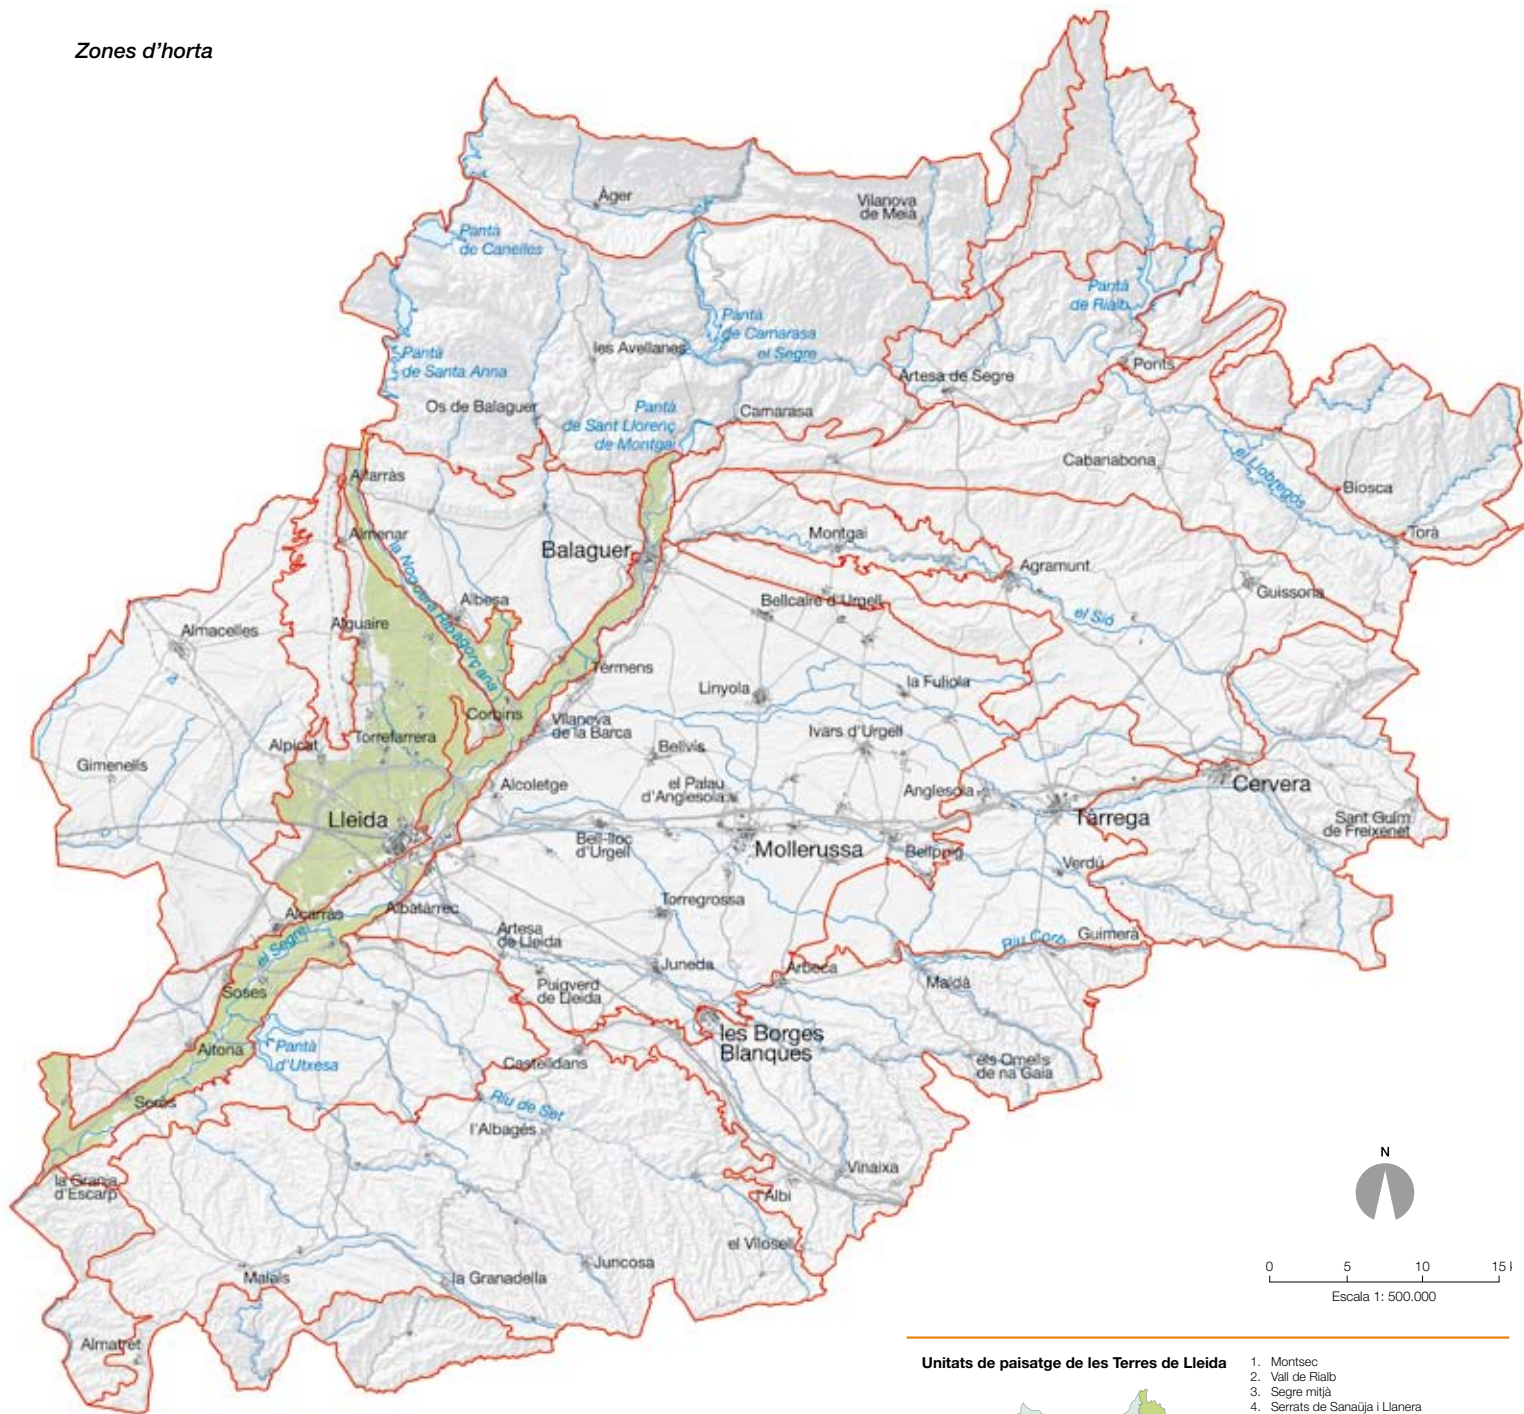 Zones d'horta
Àger
Vilanova
de Meià
Pantà
de Canelles
Pantà
de Rialb
Pantà
de Camarasa
el Segre
les Avellanes
Pantà
de Santa Anna
Ponts
Artesa de Segre
Os de Balaguer
Pantà
de Sant Llorenç
de Montgai
Camarasa
Cabanabona
el Llobregós
Alfarràs
Biosca
Almenar
Montgai
Torà
la Noguera Ribagorçana
Balaguer
Agramunt
Guissona
Albesa
Bellcaire d'Urgell
el Sió
Almacelles
Alguaire
Térmens
Linyola
la Fuliola
Corbins
Vilanova
de la Barca
Ivars d'Urgell
Torrefarrera
Alpicat
Bellvís
Gimenells
Alcoletge
el Palau
d'Anglesola
Anglesola
Cervera
Lleida
Tàrrega
Sant Guim
de Freixenet
Bell-lloc
d'Urgell
Mollerussa
Bellpuig
Verdú
Torregrossa
Alcarràs
Albatàrrec
Artesa
de Lleida
Riu Corb
Guimerà
el Segre
Juneda
Arbeca
Maldà
Soses
Puigverd
de Lleida
les Borges
Blanques
Aitona
Pantà
d'Utxesa
Castelldans
els Omells
de na Gaia
Seròs
Riu de Set
l'Albagés
Vinaixa
la Granja
d'Escarp
l'Albi
el Vilosell
Juncosa
Maials
la Granadella
Almatret
N
0 5 10 15
Escala 1: 500.000
Unitats de paisatge de les Terres de Lleida
1. Montsec
2. Vall de Rialb
3. Segre mitjà
4. Serrats de Sanaüja i Llanera